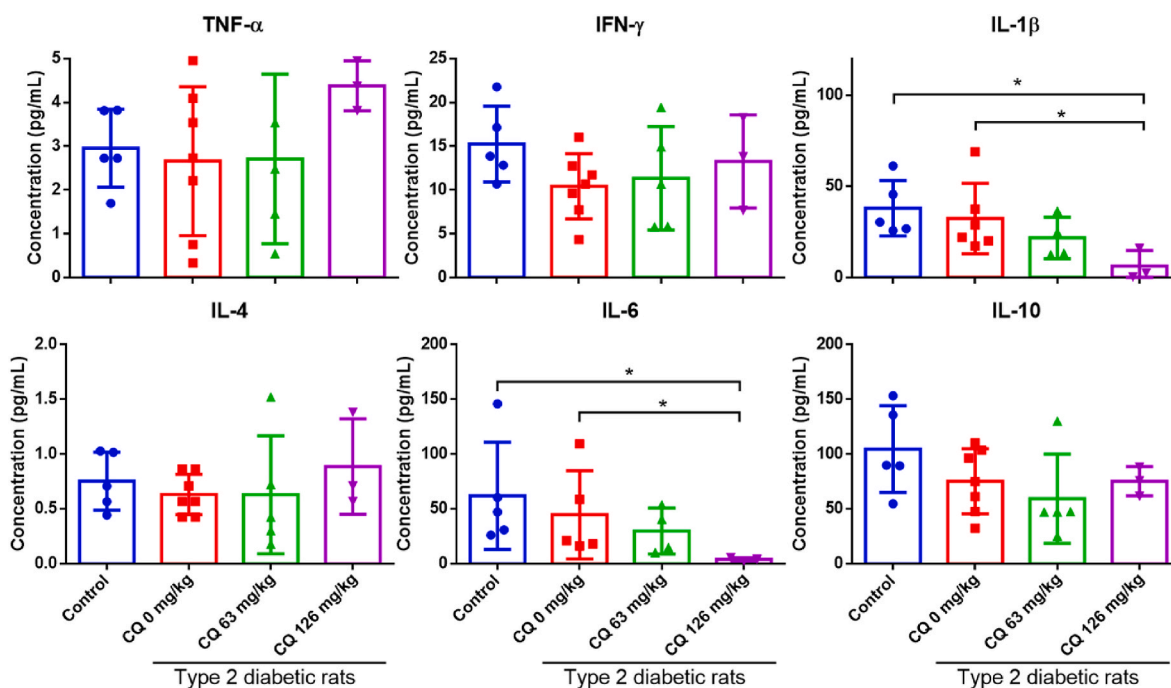 TNF-α
Concentration (pg/mL)
5
4
3
2
1
0
IFN-γ
Concentration (pg/mL)
25
20
15
10
5
0
IL-1β
Concentration (pg/mL)
100
50
0
*
*
IL-4
Concentration (pg/mL)
2.0
1.5
1.0
0.5
0.0
Control
CQ 0 mg/kg
CQ 63 mg/kg
CQ 126 mg/kg
Type 2 diabetic rats
IL-6
Concentration (pg/mL)
200
150
100
50
0
*
*
Control
CQ 0 mg/kg
CQ 63 mg/kg
CQ 126 mg/kg
Type 2 diabetic rats
IL-10
Concentration (pg/mL)
200
150
100
50
0
Control
CQ 0 mg/kg
CQ 63 mg/kg
CQ 126 mg/kg
Type 2 diabetic rats